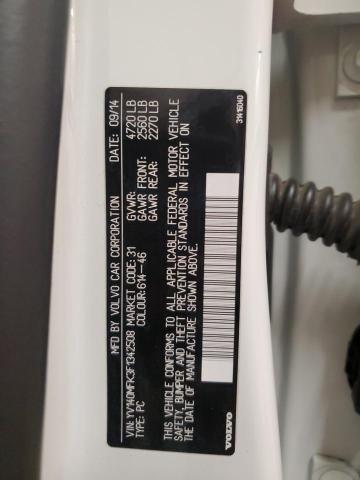 MFD BY VOLVO CAR CORPORATION DATE: 09/14
GVWR: 4720 LB
GAWR FRONT: 2560 LB
GAWR REAR: 2270 LB
VIN: YV140MFK3F1342508 MARKET CODE: 31
TYPE: PC COLOUR: 614-46
THIS VEHICLE CONFORMS TO ALL APPLICABLE FEDERAL MOTOR VEHICLE
SAFETY, BUMPER AND THEFT PREVENTION STANDARDS IN EFFECT ON
THE DATE OF MANUFACTURE SHOWN ABOVE.
VOLVO 31416040